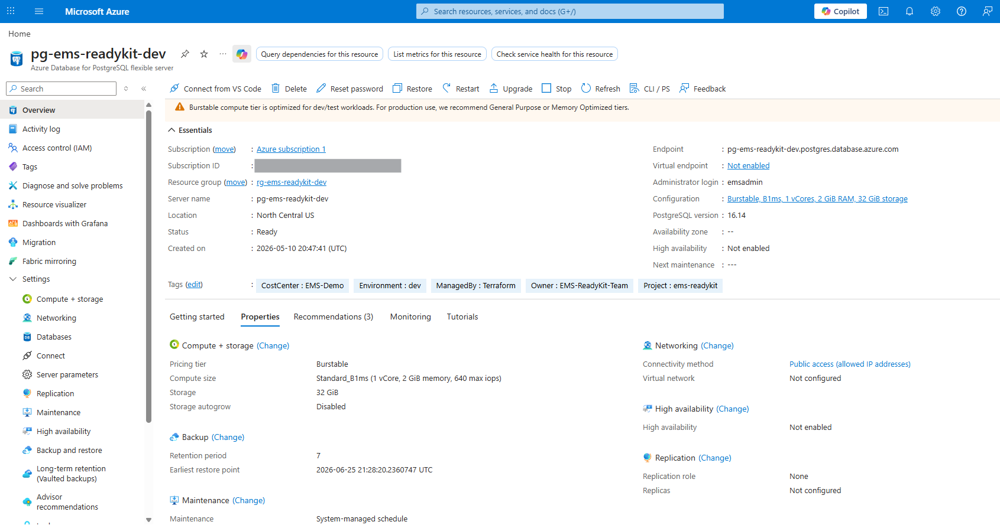 Microsoft Azure
Search resources, services, and docs (G+/)
Copilot
Home
pg-ems-readykit-dev
Azure Database for PostgreSQL flexible server
Query dependencies for this resource
List metrics for this resource
Check service health for this resource
Search
Connect from VS Code
Delete
Reset password
Restore
Restart
Upgrade
Stop
Refresh
CLI / PS
Feedback
Overview
Activity log
Access control (IAM)
Tags
Diagnose and solve problems
Resource visualizer
Dashboards with Grafana
Migration
Fabric mirroring
Settings
Compute + storage
Networking
Databases
Connect
Server parameters
Replication
Maintenance
High availability
Backup and restore
Long-term retention
(Vaulted backups)
Advisor
recommendations
Burstable compute tier is optimized for dev/test workloads. For production use, we recommend General Purpose or Memory Optimized tiers.
Essentials
Subscription (move) : Azure subscription 1
Subscription ID :
Resource group (move) : rg-ems-readykit-dev
Server name : pg-ems-readykit-dev
Location : North Central US
Status : Ready
Created on : 2026-05-10 20:47:41 (UTC)
Endpoint : pg-ems-readykit-dev.postgres.database.azure.com
Virtual endpoint : Not enabled
Administrator login : emsadmin
Configuration : Burstable, B1ms, 1 vCores, 2 GiB RAM, 32 GiB storage
PostgreSQL version : 16.14
Availability zone : --
High availability : Not enabled
Next maintenance : ---
Tags (edit) : CostCenter : EMS-Demo Environment : dev ManagedBy : Terraform Owner : EMS-ReadyKit-Team Project : ems-readykit
Getting started
Properties
Recommendations (3)
Monitoring
Tutorials
Compute + storage (Change)
Pricing tier Burstable
Compute size Standard_B1ms (1 vCore, 2 GiB memory, 640 max iops)
Storage 32 GiB
Storage autogrow Disabled
Backup (Change)
Retention period 7
Earliest restore point 2026-06-25 21:28:20.2360747 UTC
Maintenance (Change)
Maintenance System-managed schedule
Networking (Change)
Connectivity method Public access (allowed IP addresses)
Virtual network Not configured
High availability (Change)
High availability Not enabled
Replication (Change)
Replication role None
Replicas Not configured